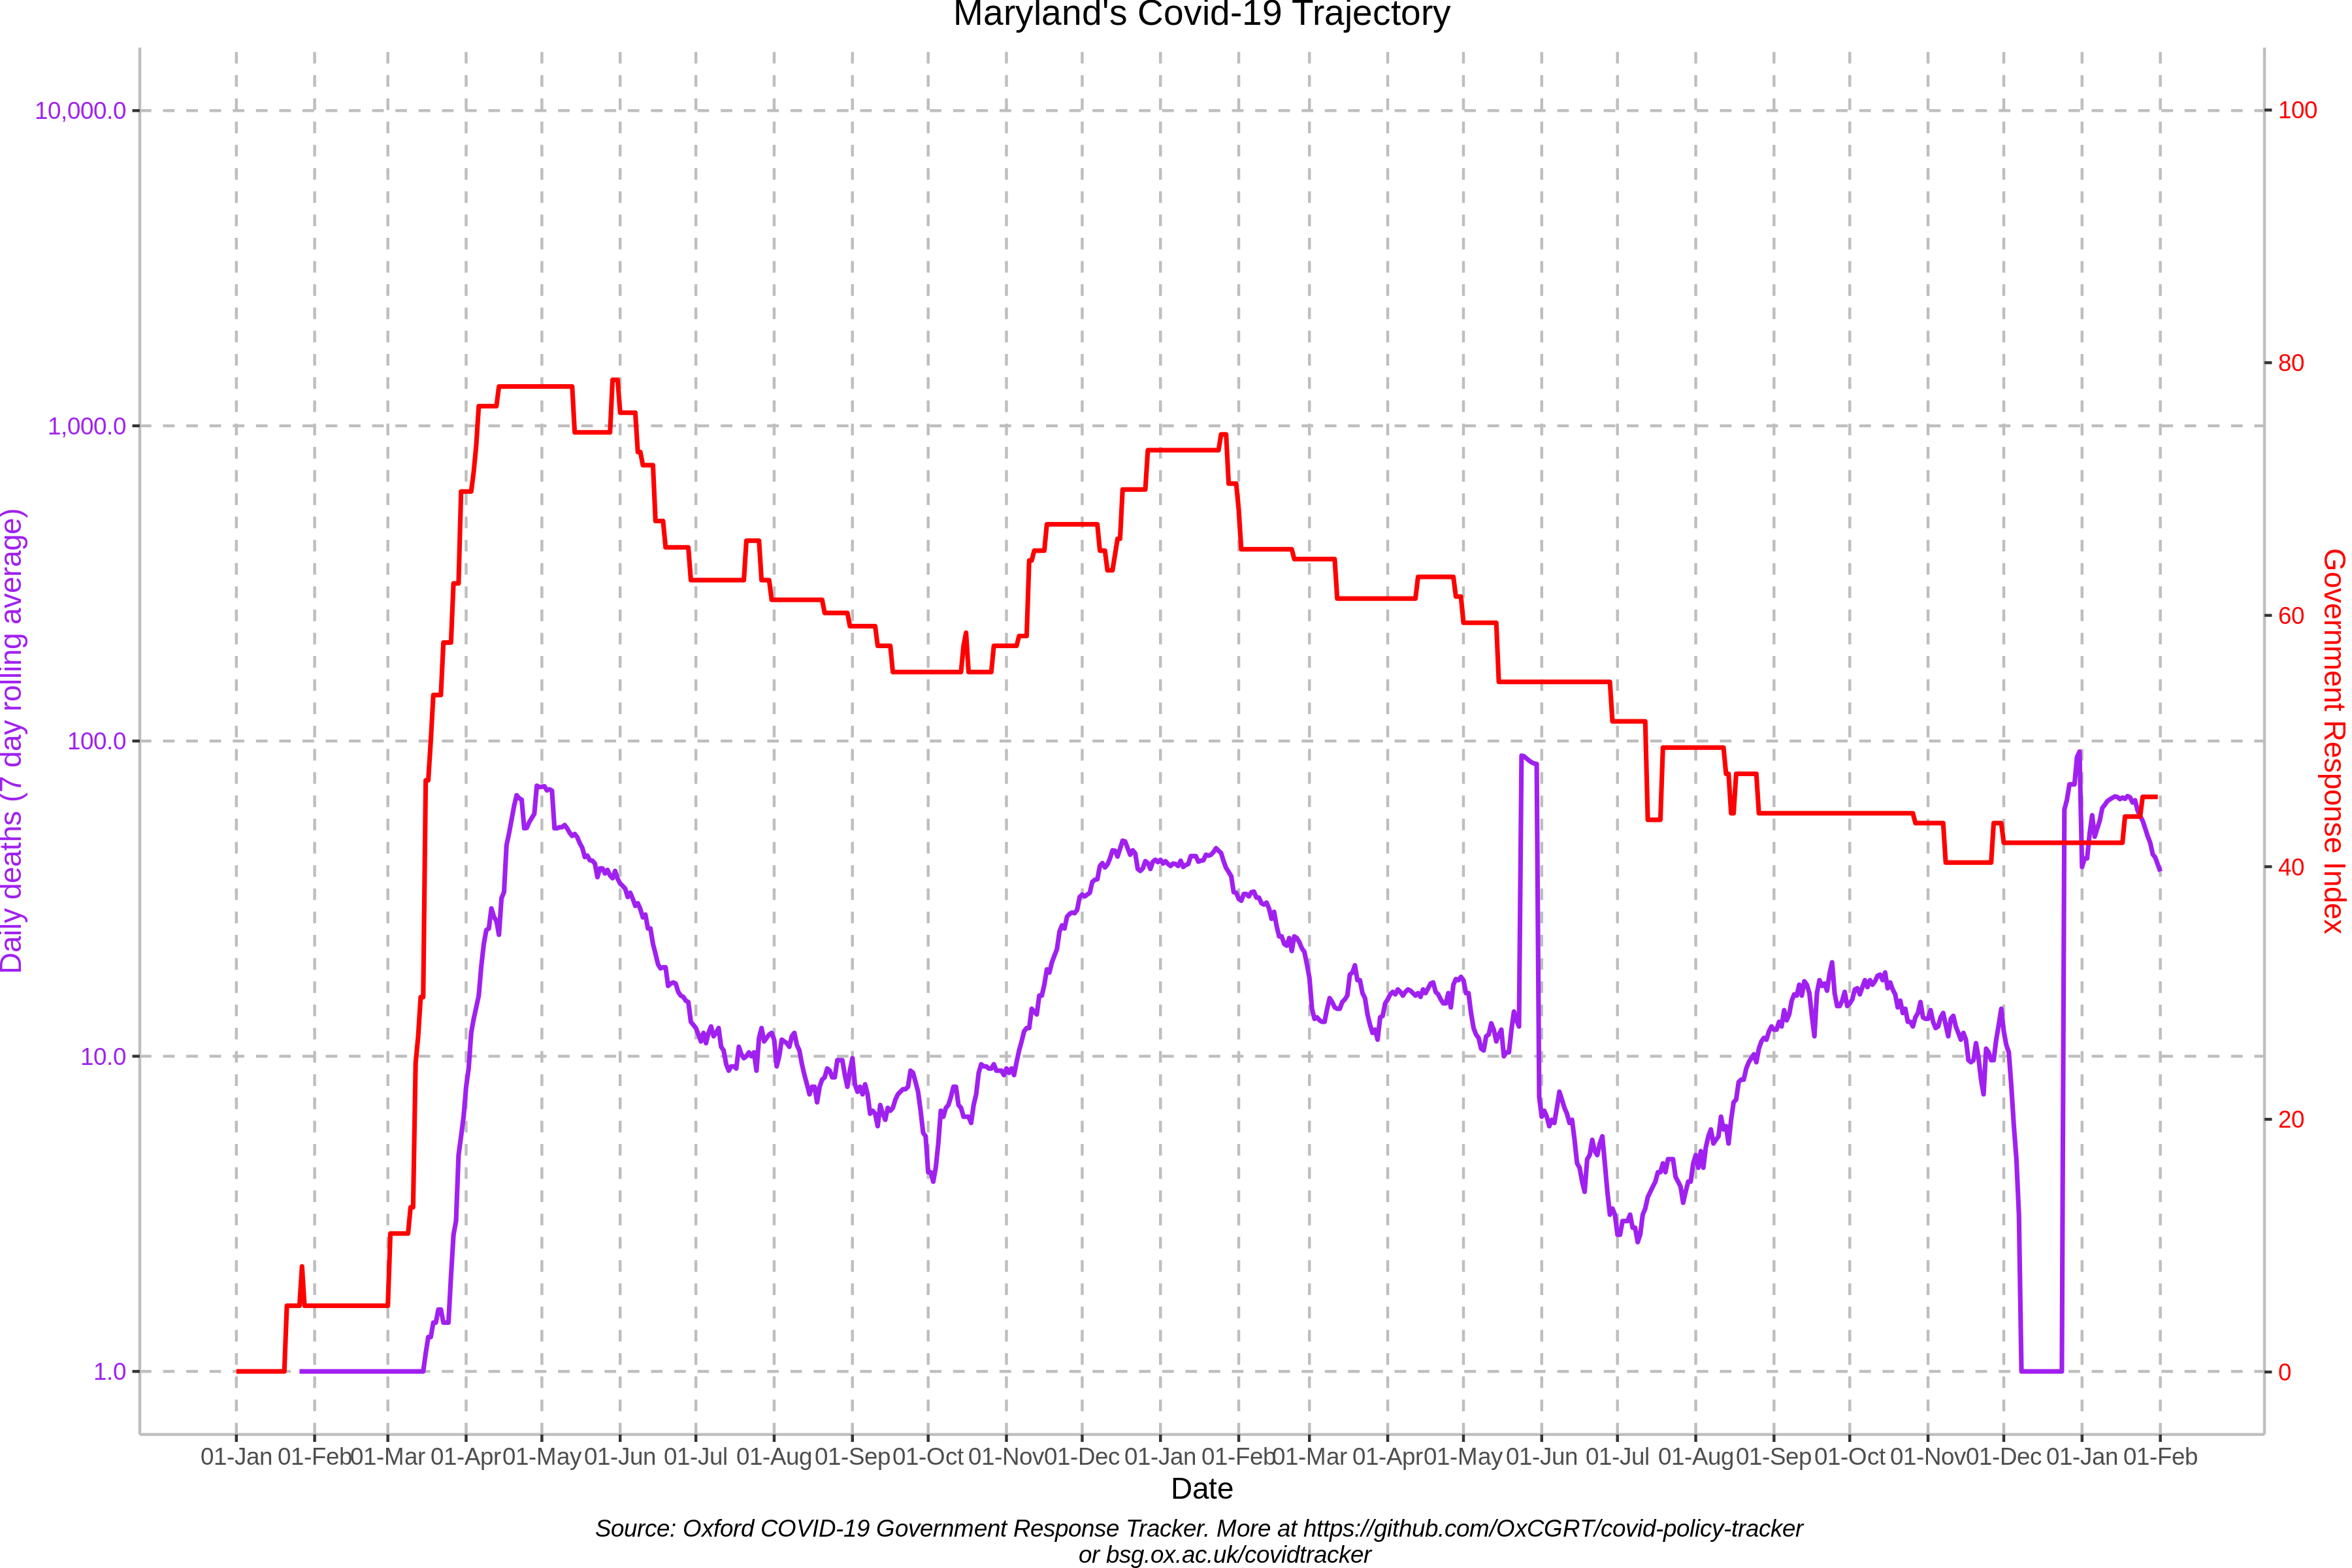 Maryland's Covid-19 Trajectory
10,000.0
1,000.0
100.0
10.0
1.0
Daily deaths (7 day rolling average)
100
80
60
40
20
0
Government Response Index
01-Jan 01-Feb 01-Mar 01-Apr 01-May 01-Jun 01-Jul 01-Aug 01-Sep 01-Oct 01-Nov 01-Dec 01-Jan 01-Feb 01-Mar 01-Apr 01-May 01-Jun 01-Jul 01-Aug 01-Sep 01-Oct 01-Nov 01-Dec 01-Jan 01-Feb
Date
Source: Oxford COVID-19 Government Response Tracker. More at https://github.com/OxCGRT/covid-policy-tracker
or bsg.ox.ac.uk/covidtracker